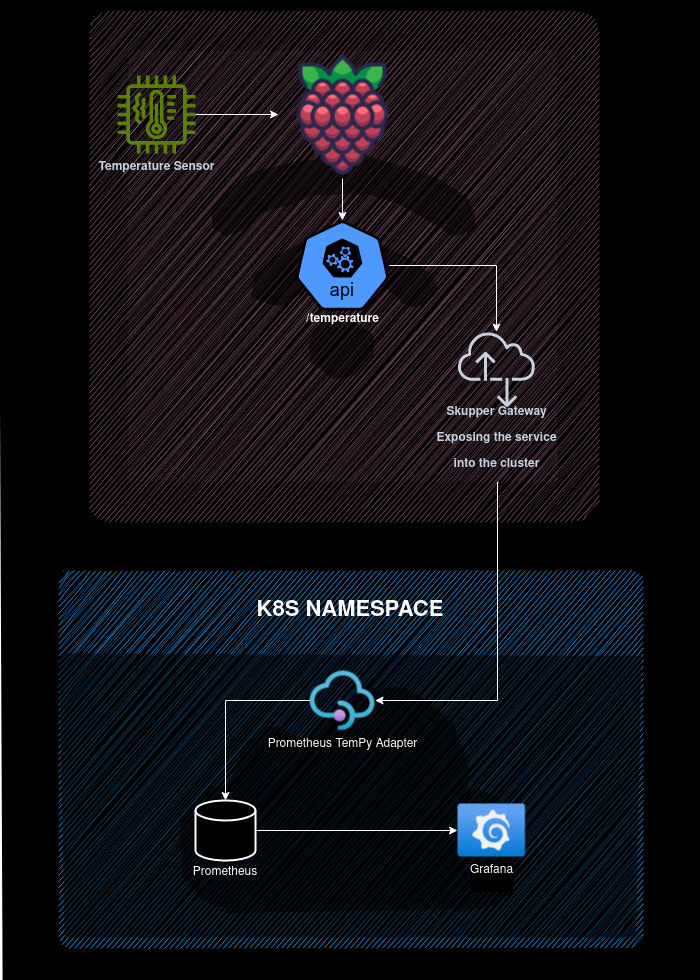 Temperature Sensor
api
/temperature
Skupper Gateway
Exposing the service
into the cluster
K8S NAMESPACE
Prometheus TemPy Adapter
Prometheus
Grafana